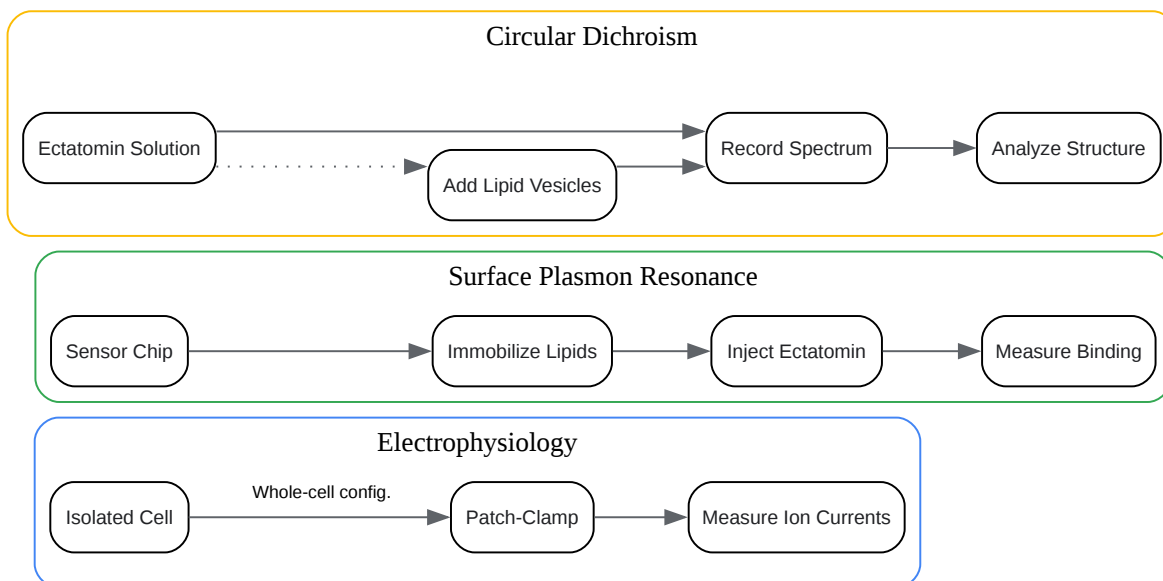 Circular Dichroism
Ectatomin Solution
Add Lipid Vesicles
Record Spectrum
Analyze Structure
Surface Plasmon Resonance
Sensor Chip
Immobilize Lipids
Inject Ectatomin
Measure Binding
Electrophysiology
Isolated Cell
Whole-cell config.
Patch-Clamp
Measure Ion Currents